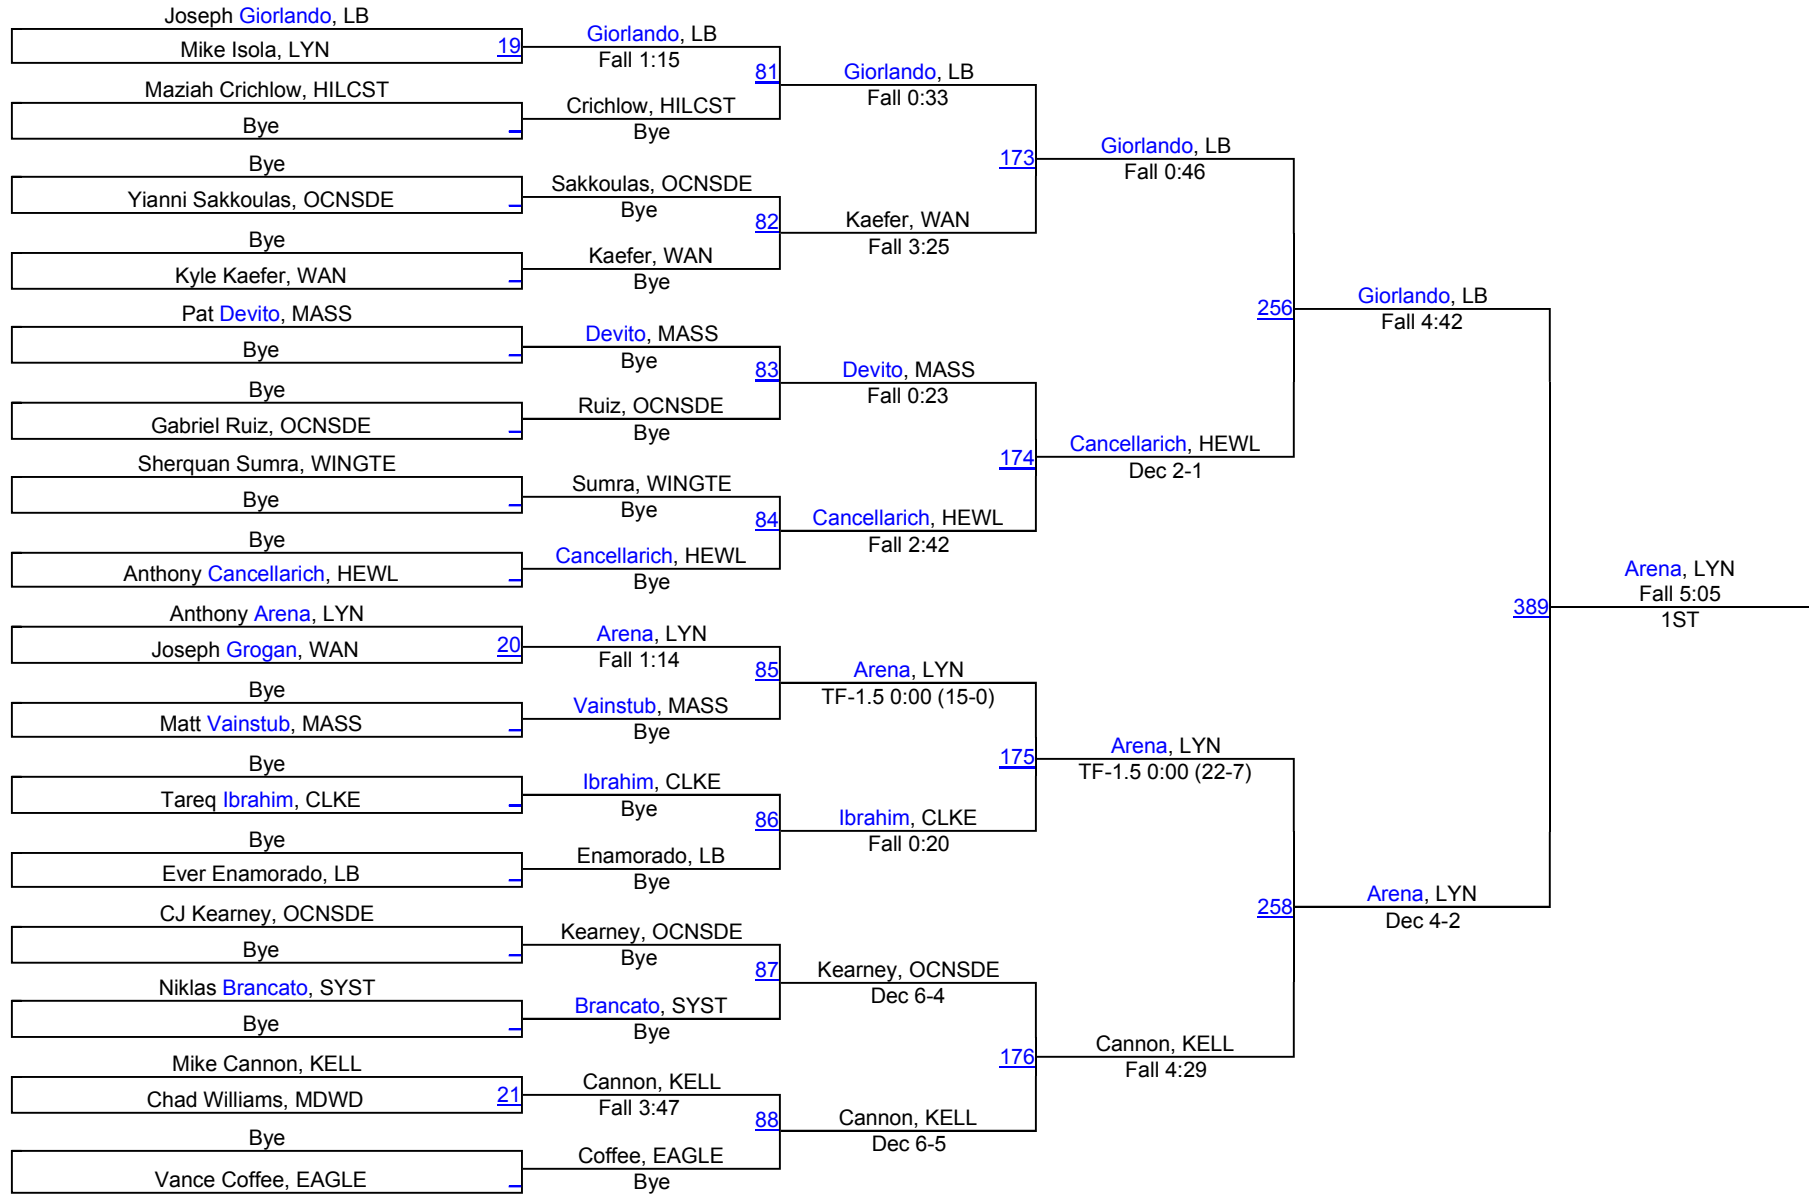 Joseph Giorlando, LB
Mike Isola, LYN 19
Maziah Crichlow, HILCST
Bye
Bye
Yianni Sakkoulas, OCNSDE
Bye
Kyle Kaefer, WAN
Pat Devito, MASS
Bye
Bye
Gabriel Ruiz, OCNSDE
Sherquan Sumra, WINGTE
Bye
Bye
Anthony Cancellarich, HEWL
Anthony Arena, LYN
Joseph Grogan, WAN 20
Bye
Matt Vainstub, MASS
Bye
Tareq Ibrahim, CLKE
Bye
Ever Enamorado, LB
CJ Kearney, OCNSDE
Bye
Niklas Brancato, SYST
Bye
Mike Cannon, KELL
Chad Williams, MDWD 21
Bye
Vance Coffee, EAGLE
Giorlando, LB
Fall 1:15
81
Crichlow, HILCST
Bye
Sakkoulas, OCNSDE
Bye
82
Kaefer, WAN
Bye
Devito, MASS
Bye
83
Ruiz, OCNSDE
Bye
Sumra, WINGTE
Bye
84
Cancellarich, HEWL
Bye
Arena, LYN
Fall 1:14
85
Vainstub, MASS
Bye
Ibrahim, CLKE
Bye
86
Enamorado, LB
Bye
Kearney, OCNSDE
Bye
87
Brancato, SYST
Bye
Cannon, KELL
Fall 3:47
88
Coffee, EAGLE
Bye
Giorlando, LB
Fall 0:33
173
Kaefer, WAN
Fall 3:25
Devito, MASS
Fall 0:23
174
Cancellarich, HEWL
Fall 2:42
Arena, LYN
TF-1.5 0:00 (15-0)
175
Ibrahim, CLKE
Fall 0:20
Kearney, OCNSDE
Dec 6-4
176
Cannon, KELL
Dec 6-5
Giorlando, LB
Fall 0:46
256
Cancellarich, HEWL
Dec 2-1
Arena, LYN
TF-1.5 0:00 (22-7)
258
Cannon, KELL
Fall 4:29
Giorlando, LB
Fall 4:42
389
Arena, LYN
Dec 4-2
Arena, LYN
Fall 5:05
1ST